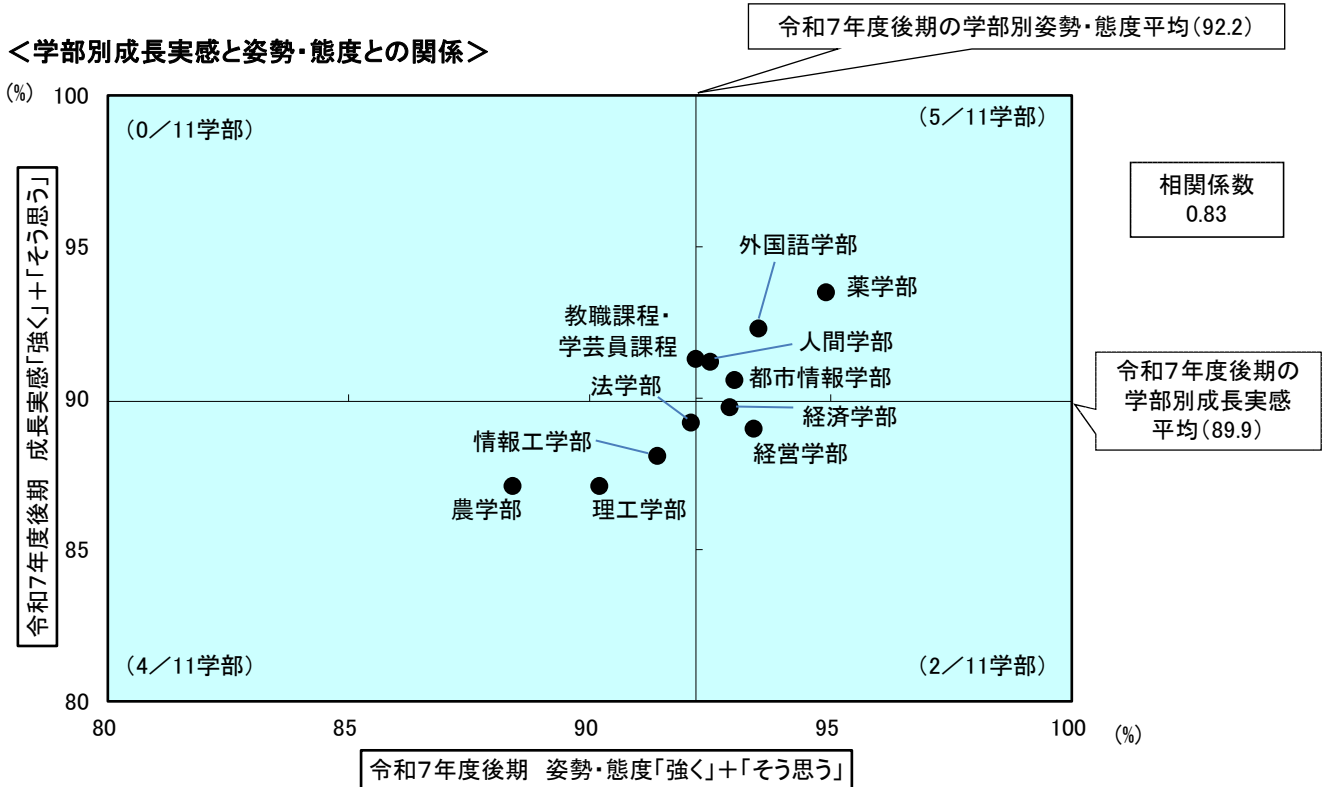 令和7年度後期の学部別姿勢・態度平均(92.2)
＜学部別成長実感と姿勢・態度との関係＞
(%)
100
(0／11学部)
(5／11学部)
相関係数
0.83
95
外国語学部
薬学部
教職課程・
学芸員課程
人間学部
都市情報学部
法学部
90
経済学部
経営学部
情報工学部
農学部
理工学部
令和7年度後期の
学部別成長実感
平均(89.9)
令和7年度後期 成長実感「強く」+「そう思う」
85
(4／11学部)
(2／11学部)
80
80
85
90
95
100
(%)
令和7年度後期 姿勢・態度「強く」+「そう思う」